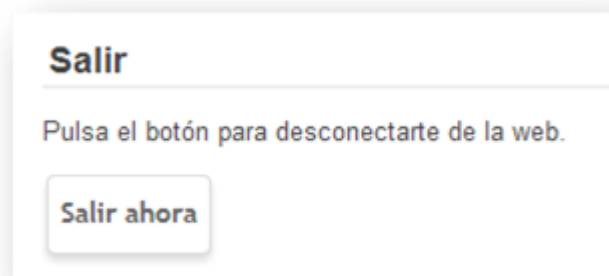 Salir
Pulsa el botón para desconectarte de la web.
Salir ahora